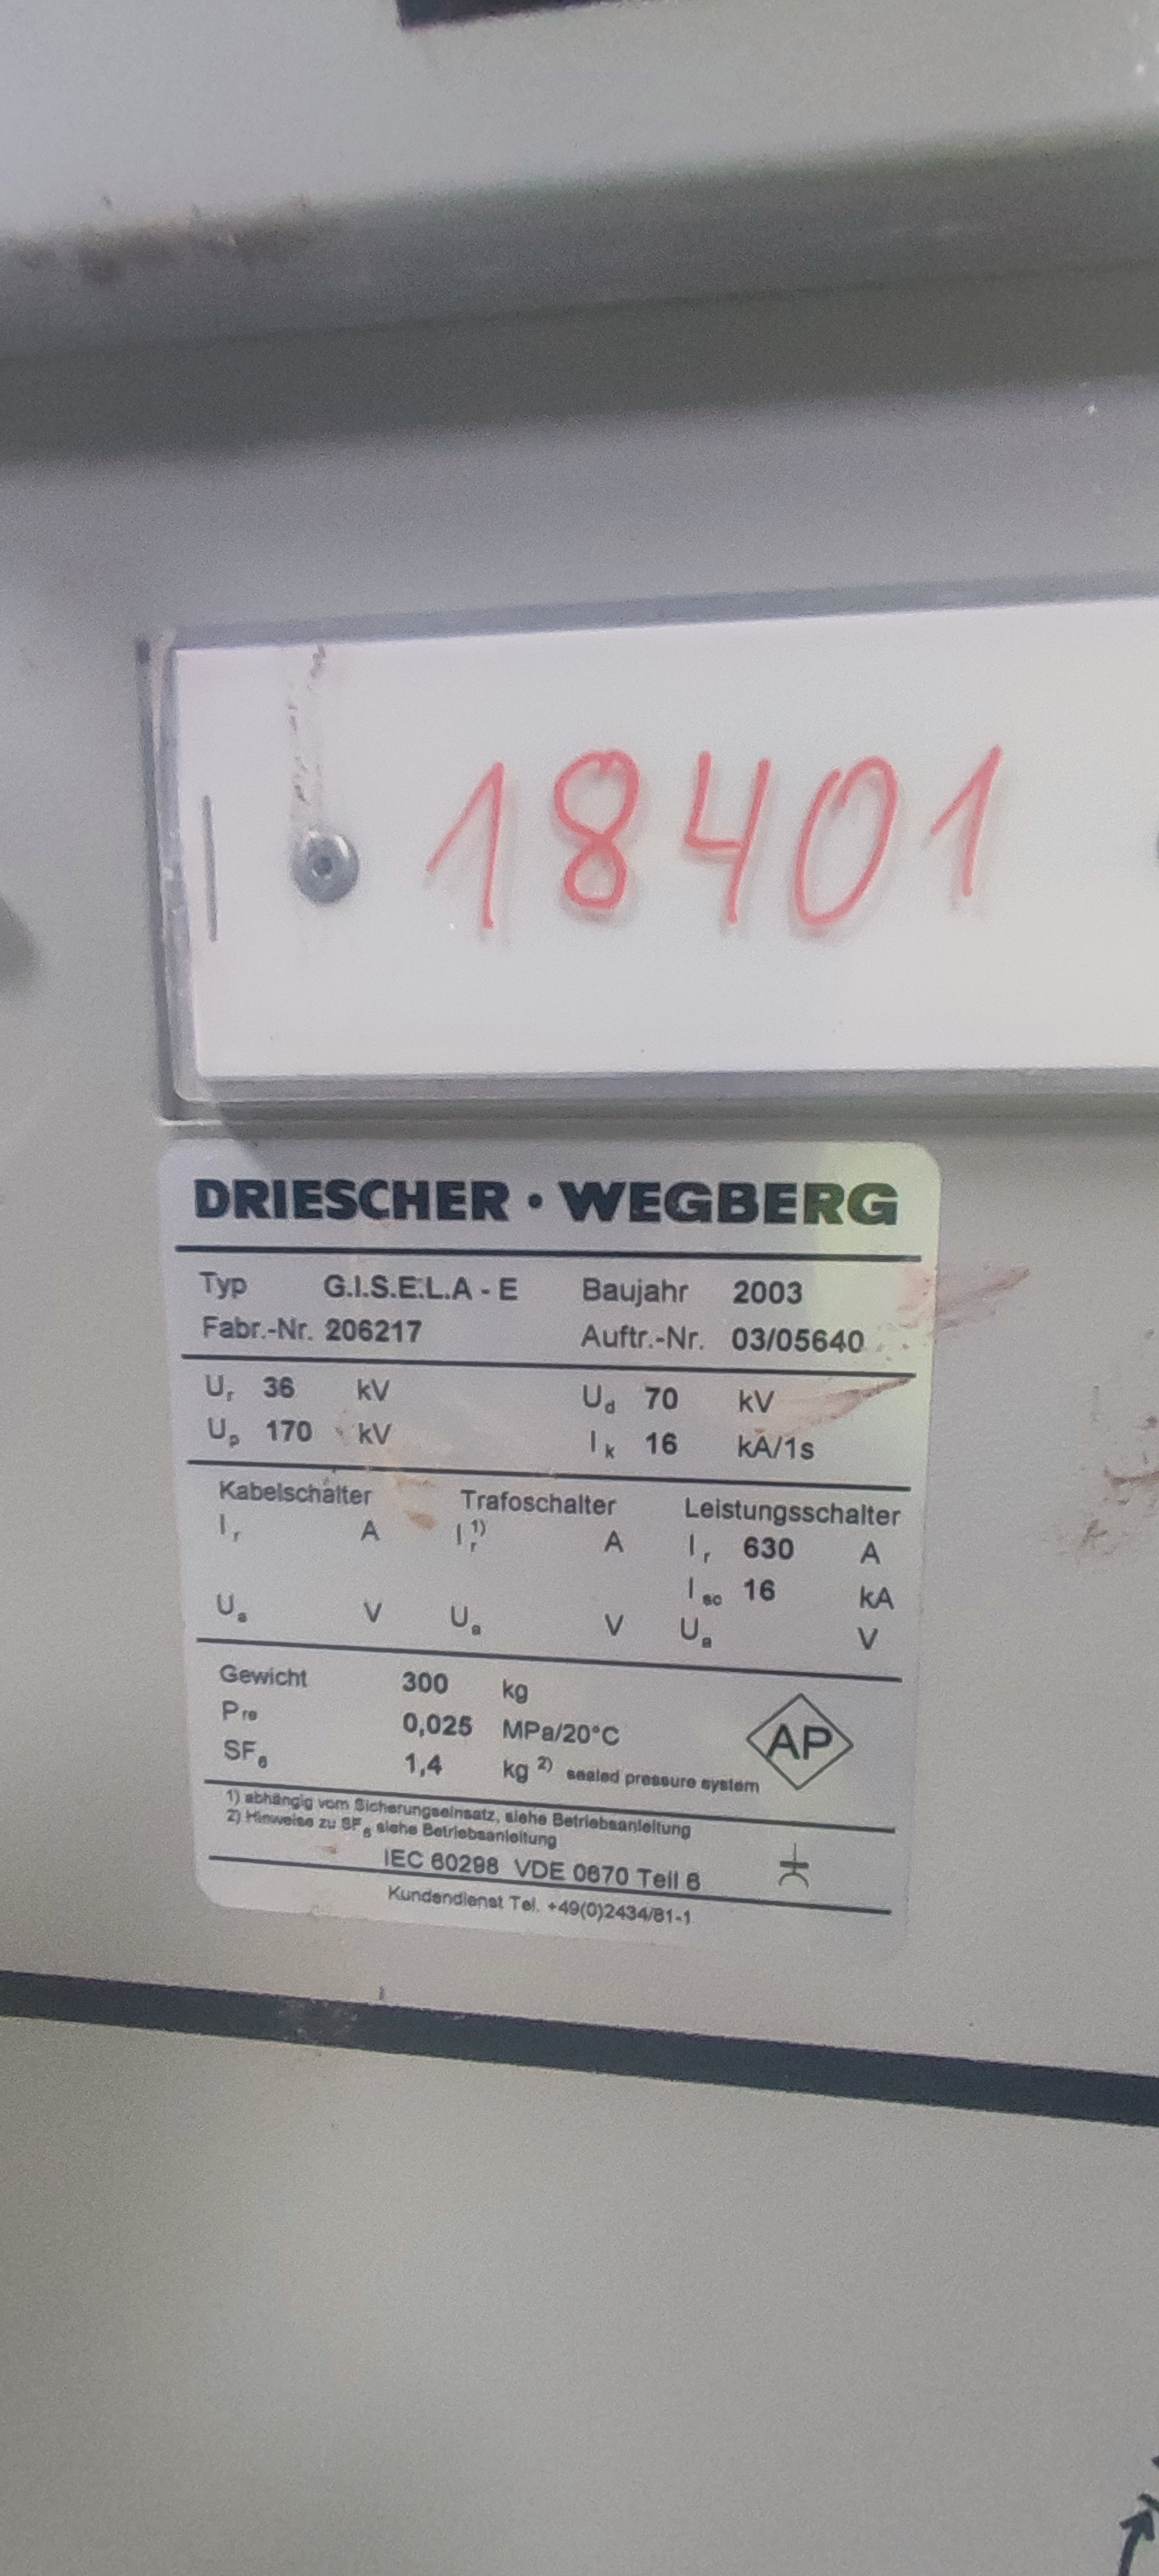 18401
DRIESCHER · WEGBERG
Typ G.I.S.E.L.A - E Baujahr 2003
Fabr.-Nr. 206217 Auftr.-Nr. 03/05640
Ur 36 kV Ud 70 kV
Up 170 kV Ik 16 kA/1s
Kabelschalter Trafoschalter Leistungsschalter
Ir A Ir 1) A Ir 630 A
Isc 16 kA
Ua V Ua V Ua V
Gewicht 300 kg
Pre 0,025 MPa/20°C
AP
SF6 1,4 kg 2) sealed pressure system
1) abhängig vom Sicherungseinsatz, siehe Betriebsanleitung
2) Hinweise zu SF6 siehe Betriebsanleitung
IEC 60298 VDE 0670 Teil 6
Kundendienst Tel. +49(0)2434/81-1